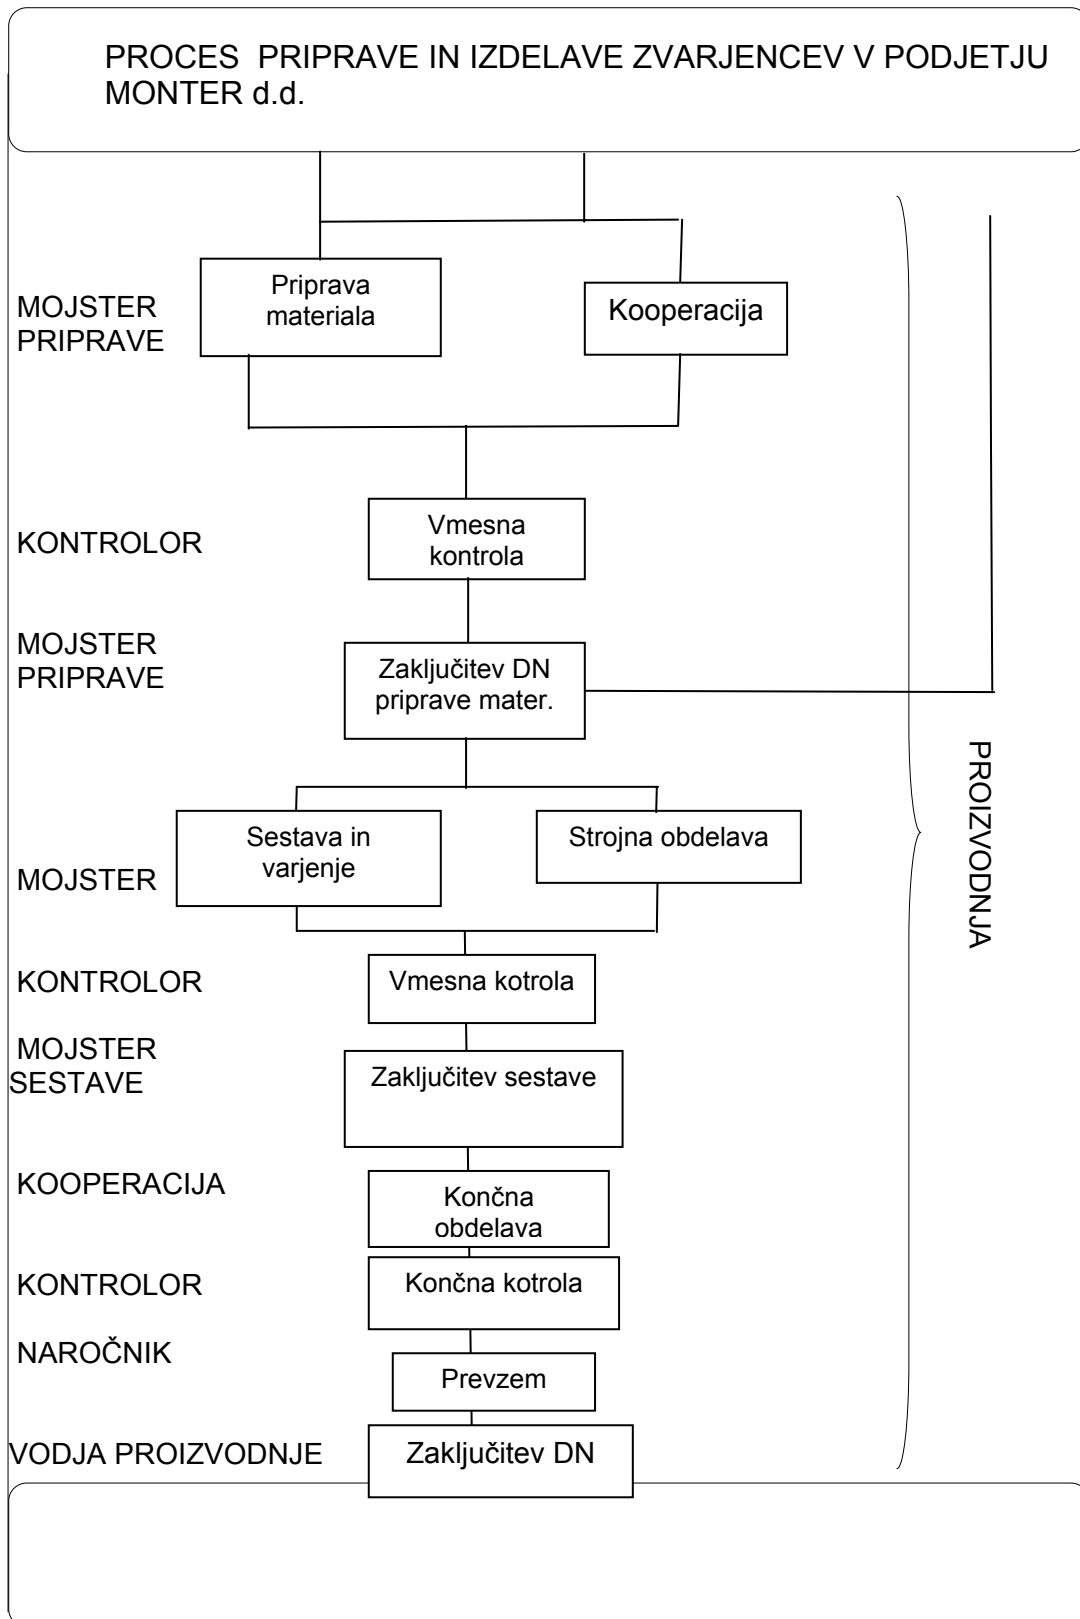 PROCES PRIPRAVE IN IZDELAVE ZVARJENCEV V PODJETJU
MONTER d.d.
MOJSTER
PRIPRAVE
Priprava
materiala
Kooperacija
KONTROLOR
Vmesna
kontrola
MOJSTER
PRIPRAVE
Zaključitev DN
priprave mater.
PROIZVODNJA
MOJSTER
Sestava in
varjenje
Strojna obdelava
KONTROLOR
Vmesna kotrola
MOJSTER
SESTAVE
Zaključitev sestave
KOOPERACIJA
Končna
obdelava
KONTROLOR
Končna kotrola
NAROČNIK
Prevzem
VODJA PROIZVODNJE
Zaključitev DN